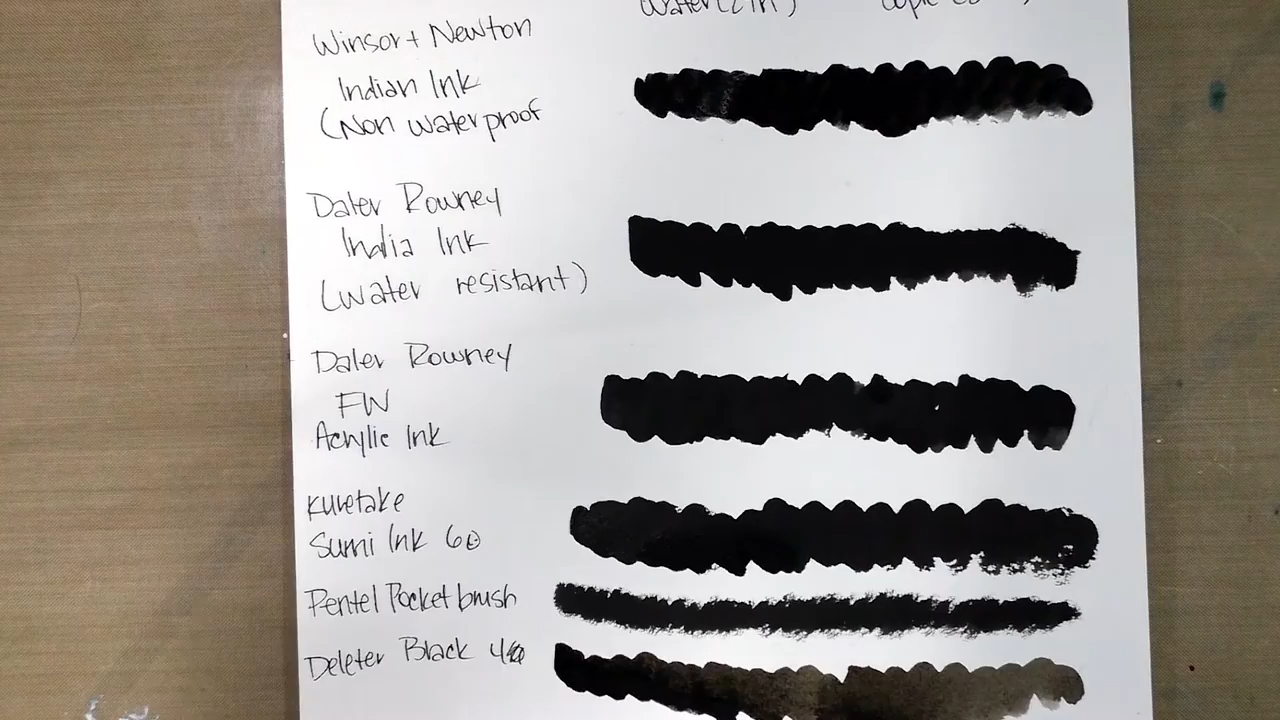 Winsor + Newton
Indian Ink
(Non waterproof
Daler Rowney
India Ink
(water resistant)
Daler Rowney
FW
Acrylic Ink
Kuretake
Sumi Ink 60
Pentel Pocket brush
Deleter Black 4